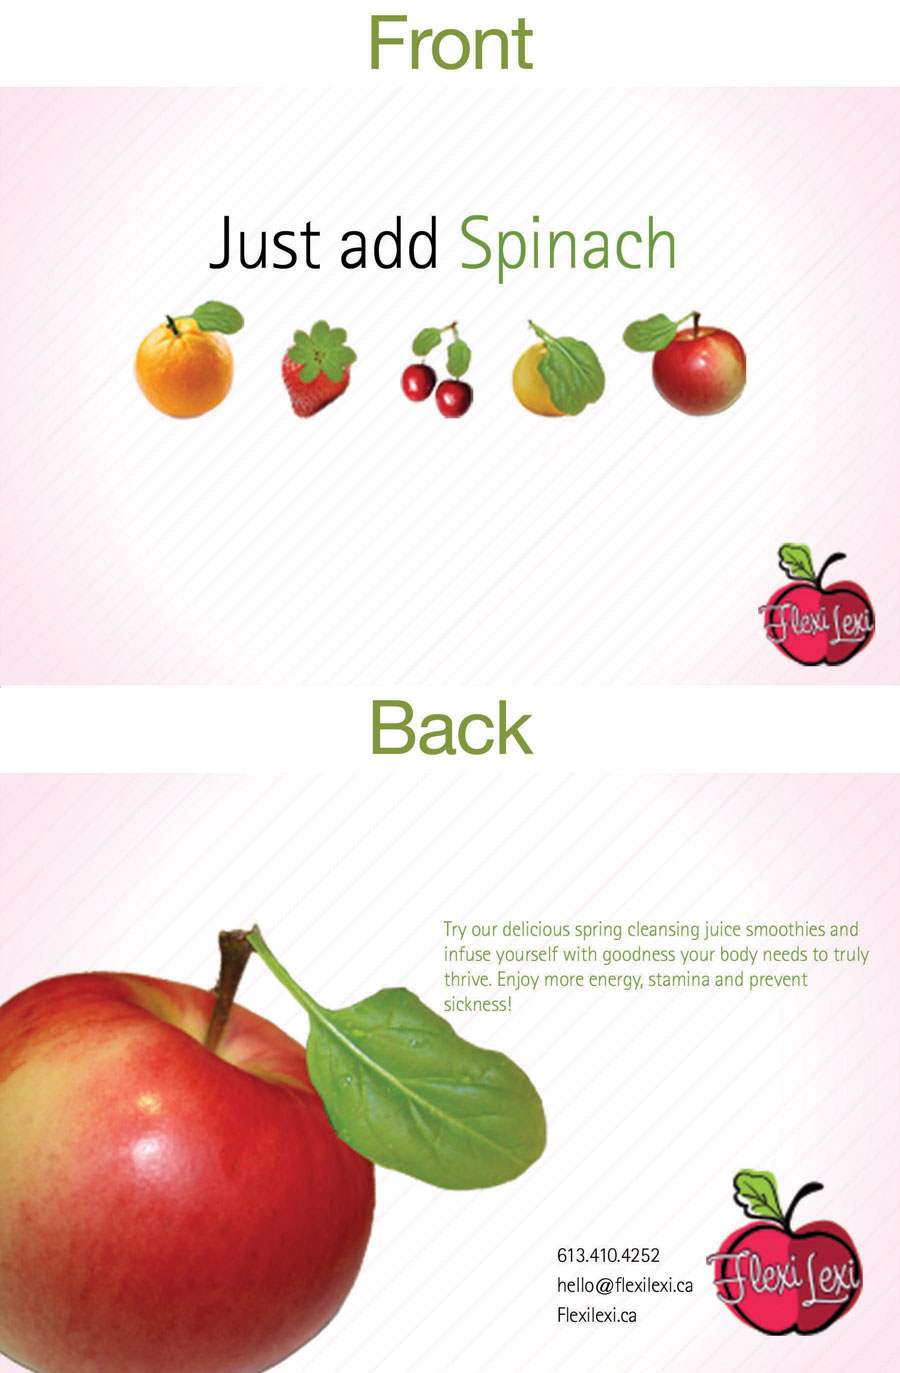 Front
Just add Spinach
Flexi Lexi
Back
Try our delicious spring cleansing juice smoothies and
infuse yourself with goodness your body needs to truly
thrive. Enjoy more energy, stamina and prevent
sickness!
613.410.4252
hello@flexilexi.ca
Flexilexi.ca
Flexi Lexi